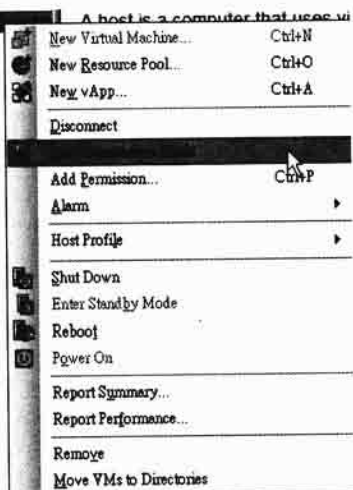 A host is a computer that uses vi
New Virtual Machine... Ctrl+N
New Resource Pool... Ctrl+O
New vApp... Ctrl+A
Disconnect
Add Permission... Ctrl+P
Alarm
Host Profile
Shut Down
Enter Standby Mode
Reboot
Power On
Report Summary...
Report Performance...
Remove
Move VMs to Directories